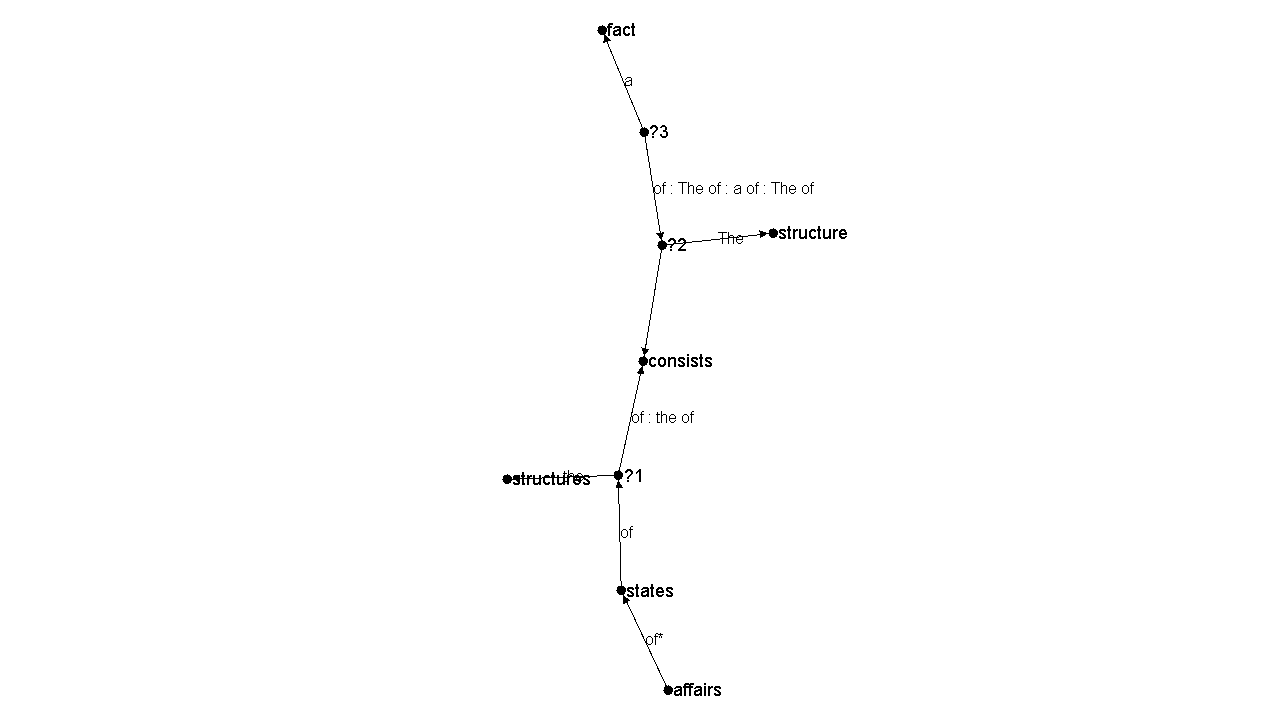 fact
a
?3
of : The of : a of : The of
The
structure
?2
consists
of : the of
the
structures
?1
of
states
of*
affairs